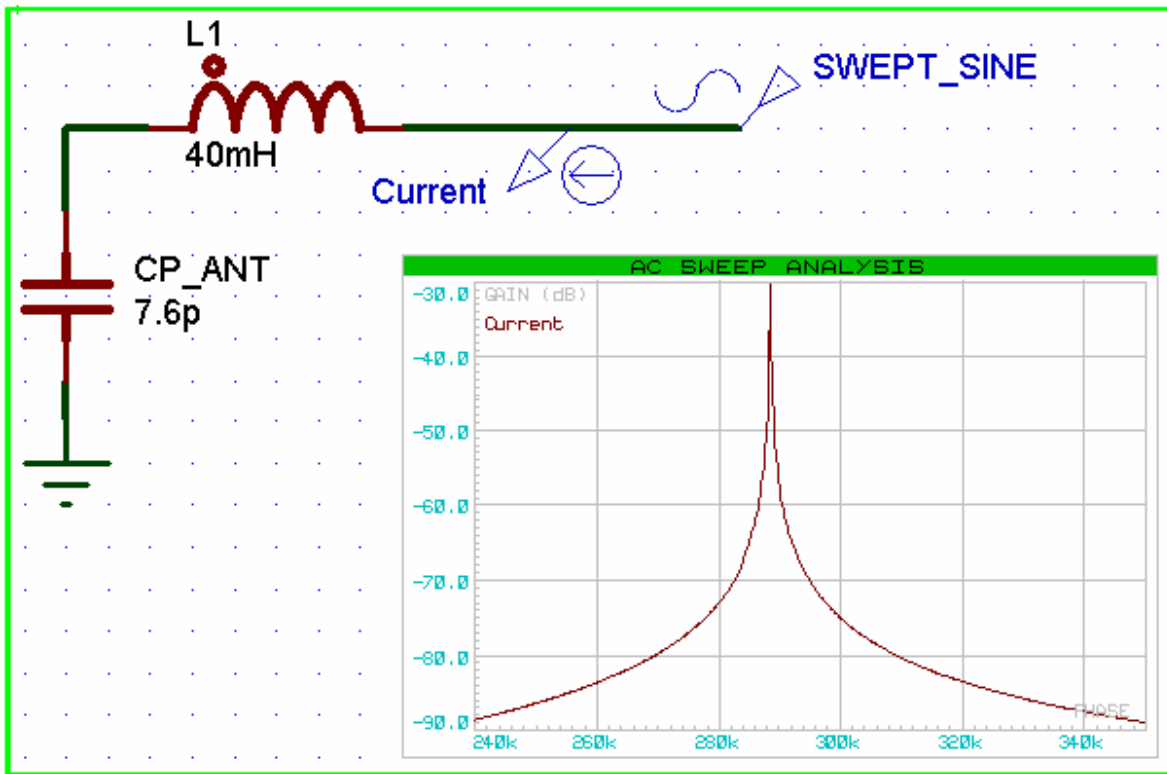 L1
SWEPT_SINE
40mH
Current
CP_ANT
7.6p
AC SWEEP ANALYSIS
-30.0
GAIN (dB)
Current
-40.0
-50.0
-60.0
-70.0
-80.0
-90.0
PHASE
240k 260k 280k 300k 320k 340k